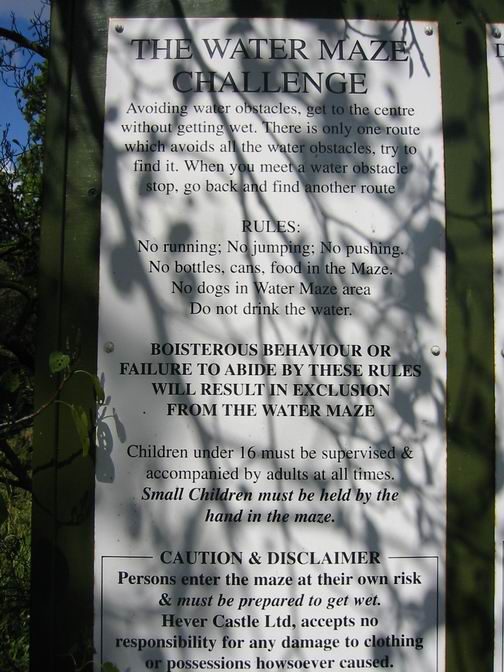 THE WATER MAZE
CHALLENGE
Avoiding water obstacles, get to the centre
without getting wet. There is only one route
which avoids all the water obstacles, try to
find it. When you meet a water obstacle
stop, go back and find another route
RULES:
No running; No jumping; No pushing.
No bottles, cans, food in the Maze.
No dogs in Water Maze area
Do not drink the water.
BOISTEROUS BEHAVIOUR OR
FAILURE TO ABIDE BY THESE RULES
WILL RESULT IN EXCLUSION
FROM THE WATER MAZE
Children under 16 must be supervised &
accompanied by adults at all times.
Small Children must be held by the
hand in the maze.
CAUTION & DISCLAIMER
Persons enter the maze at their own risk
& must be prepared to get wet.
Hever Castle Ltd, accepts no
responsibility for any damage to clothing
or possessions howsoever caused.